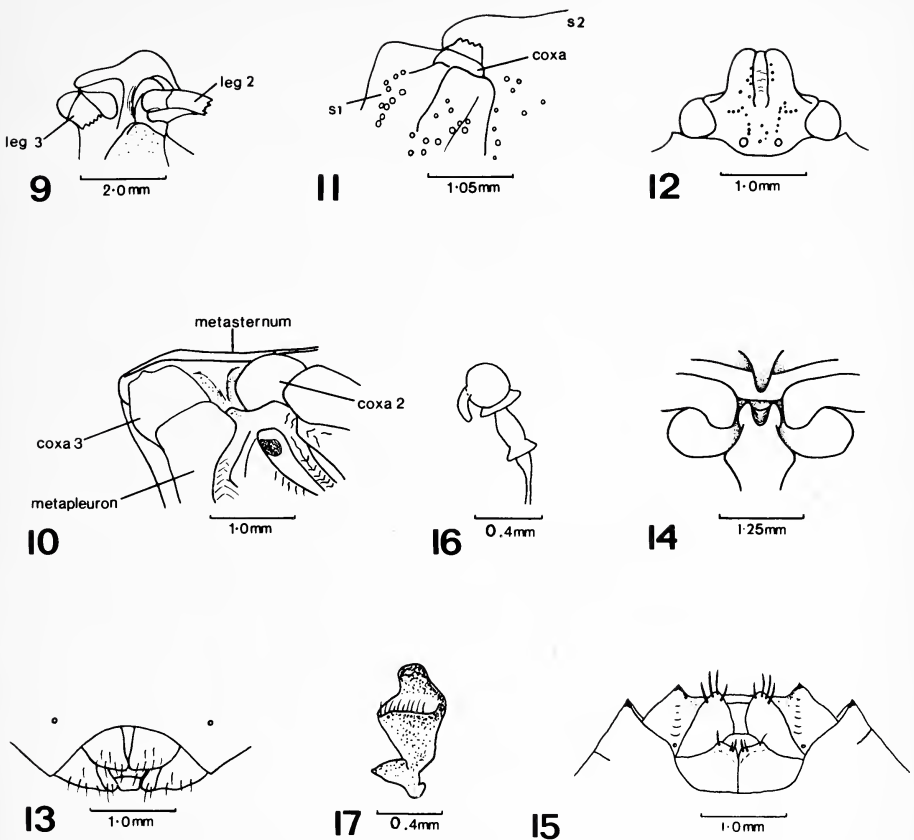 leg 2
leg 3
2·0mm
9
s2
coxa
s1
1·05mm
11
1·0mm
12
metasternum
coxa 2
coxa 3
metapleuron
1·0mm
10
0.4mm
16
1·25mm
14
1·0mm
13
0.4mm
17
1·0mm
15